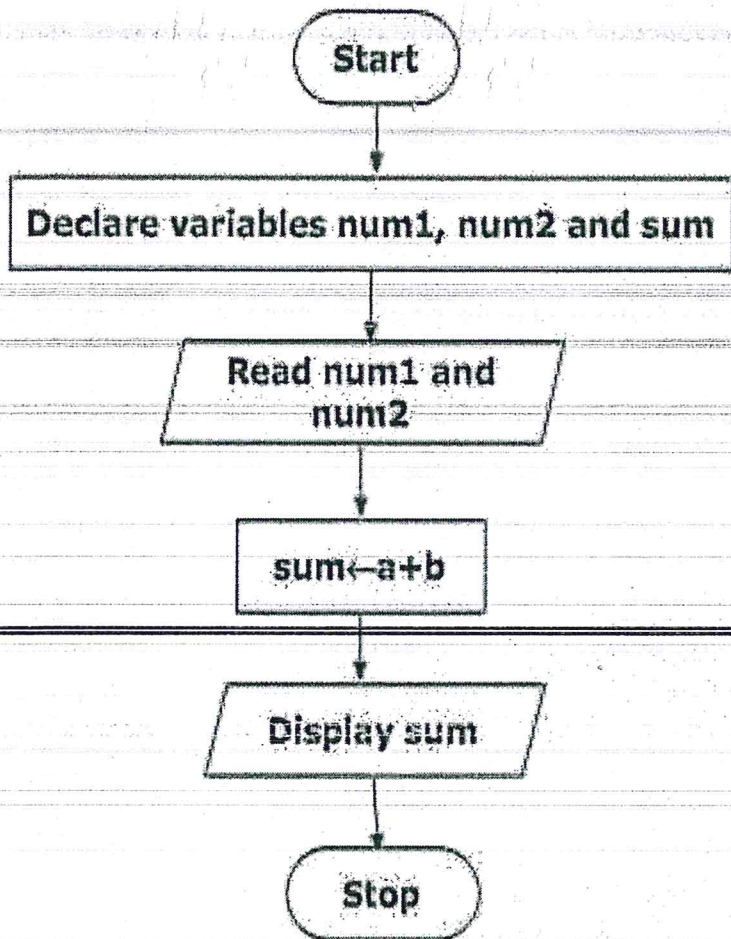 Start
Declare variables num1, num2 and sum
Read num1 and
num2
sum←a+b
Display sum
Stop